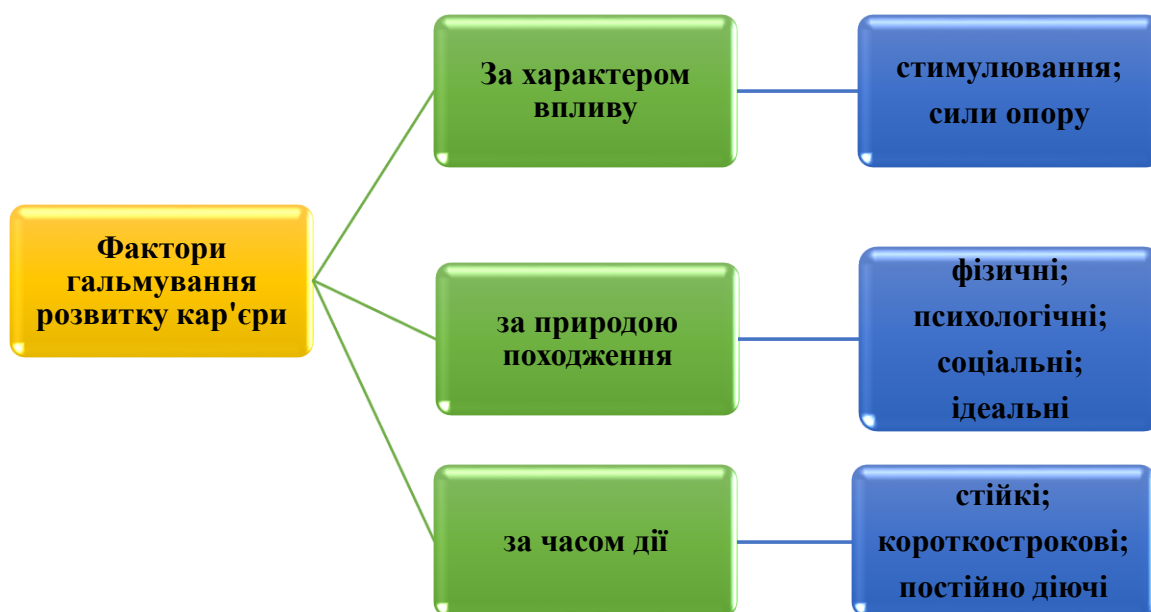 Фактори
гальмування
розвитку кар'єри
За характером
впливу
стимулювання;
сили опору
за природою
походження
фізичні;
психологічні;
соціальні;
ідеальні
за часом дії
стійкі;
короткострокові;
постійно діючі